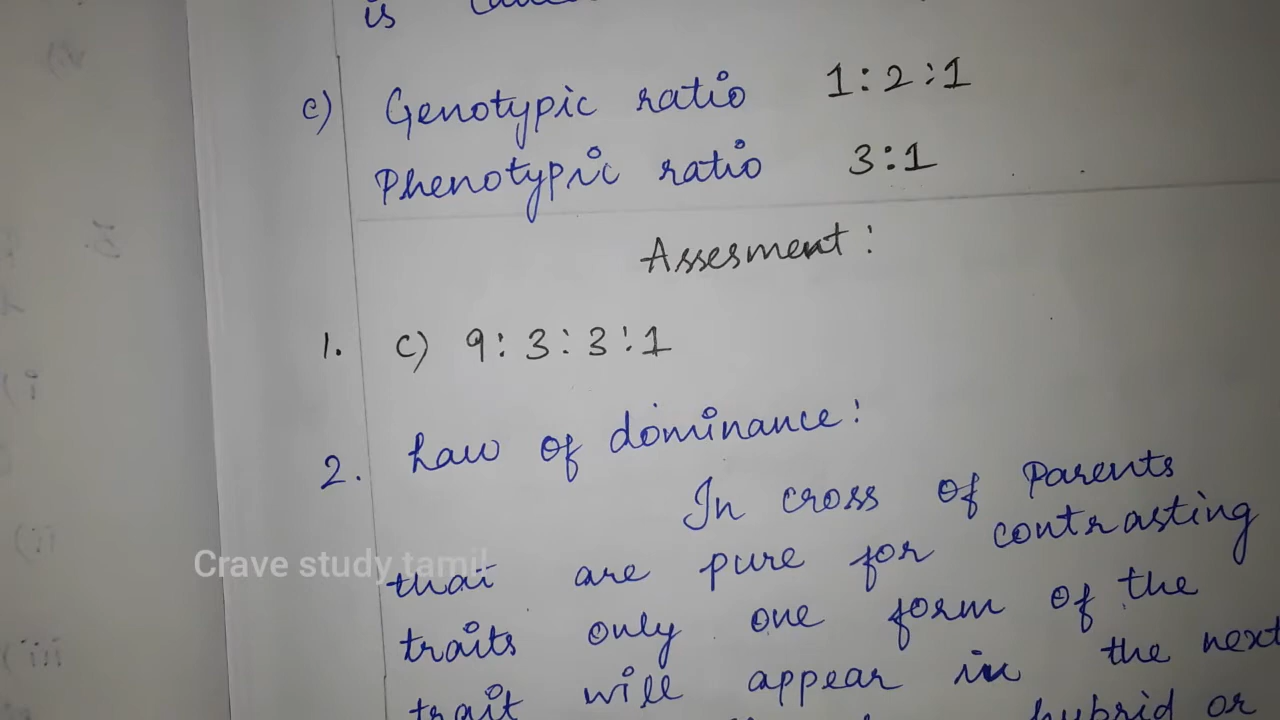 is
c) Genotypic ratio 1:2:1
Phenotypic ratio 3:1
Assesment:
1. c) 9:3:3:1
2. Law of dominance:
In cross of Parents
that are pure for contrasting
traits only one form of the
trait will appear in the next
hybrid or
Crave study tamil